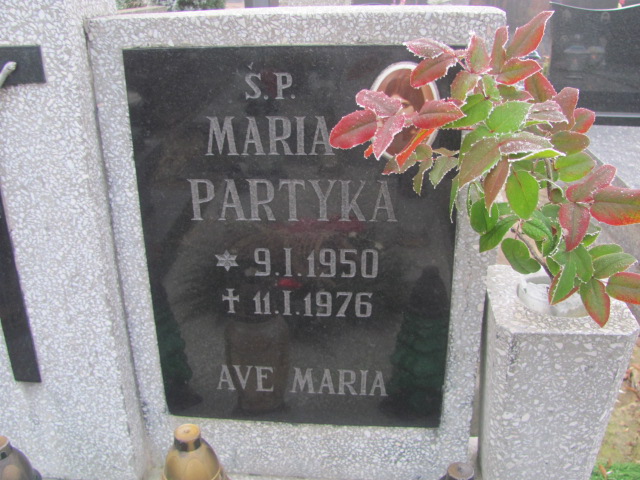 Ś.P.
MARIA
PARTYKA
9.I.1950
11.I.1976
AVE MARIA